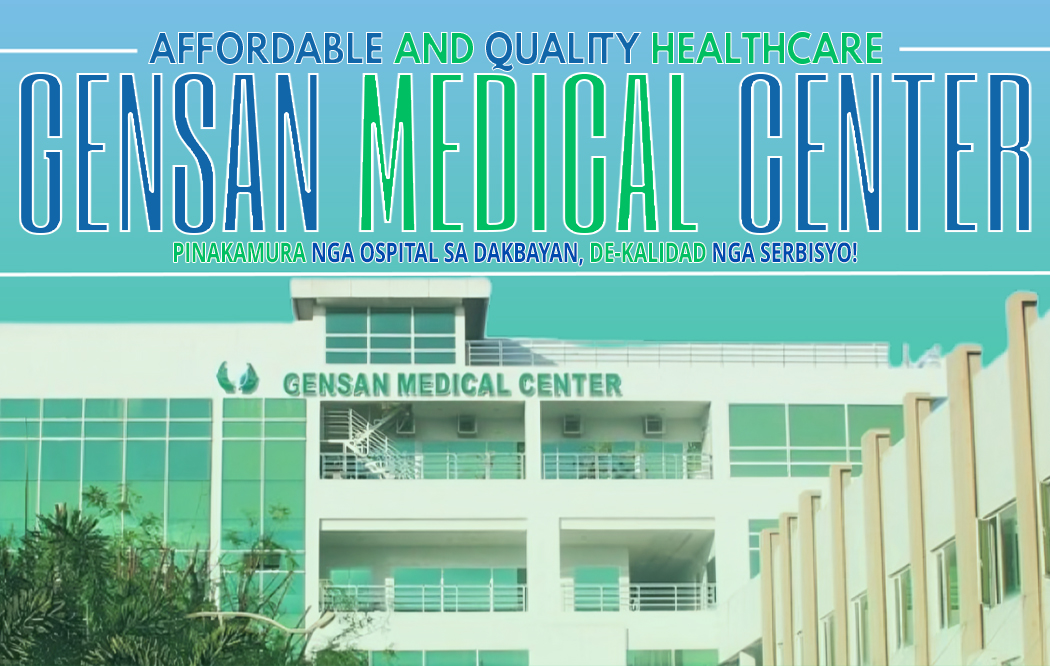 AFFORDABLE AND QUALITY HEALTHCARE
GENSAN MEDICAL CENTER
PINAKAMURA NGA OSPITAL SA DAKBAYAN, DE-KALIDAD NGA SERBISYO!
GENSAN MEDICAL CENTER